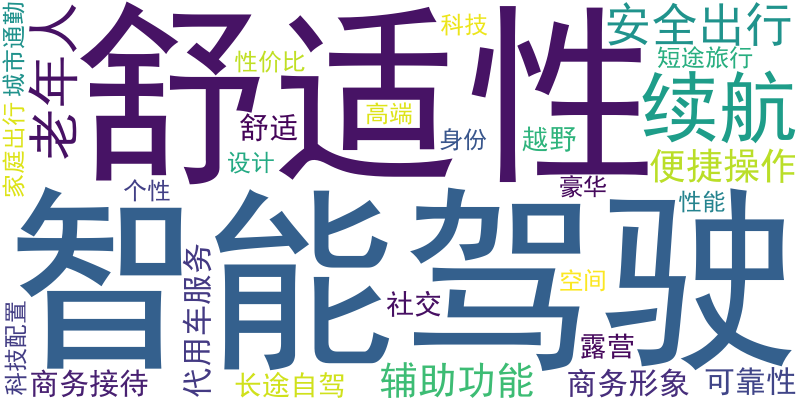 城市通勤
老年人
舒适性
科技
安全出行
性价比
短途旅行
续航
高端
舒适
身份
越野
家庭出行
设计
便捷操作
个性
豪华
性能
智能驾驶
代用车服务
空间
社交
科技配置
露营
商务接待
长途自驾
辅助功能
商务形象
可靠性